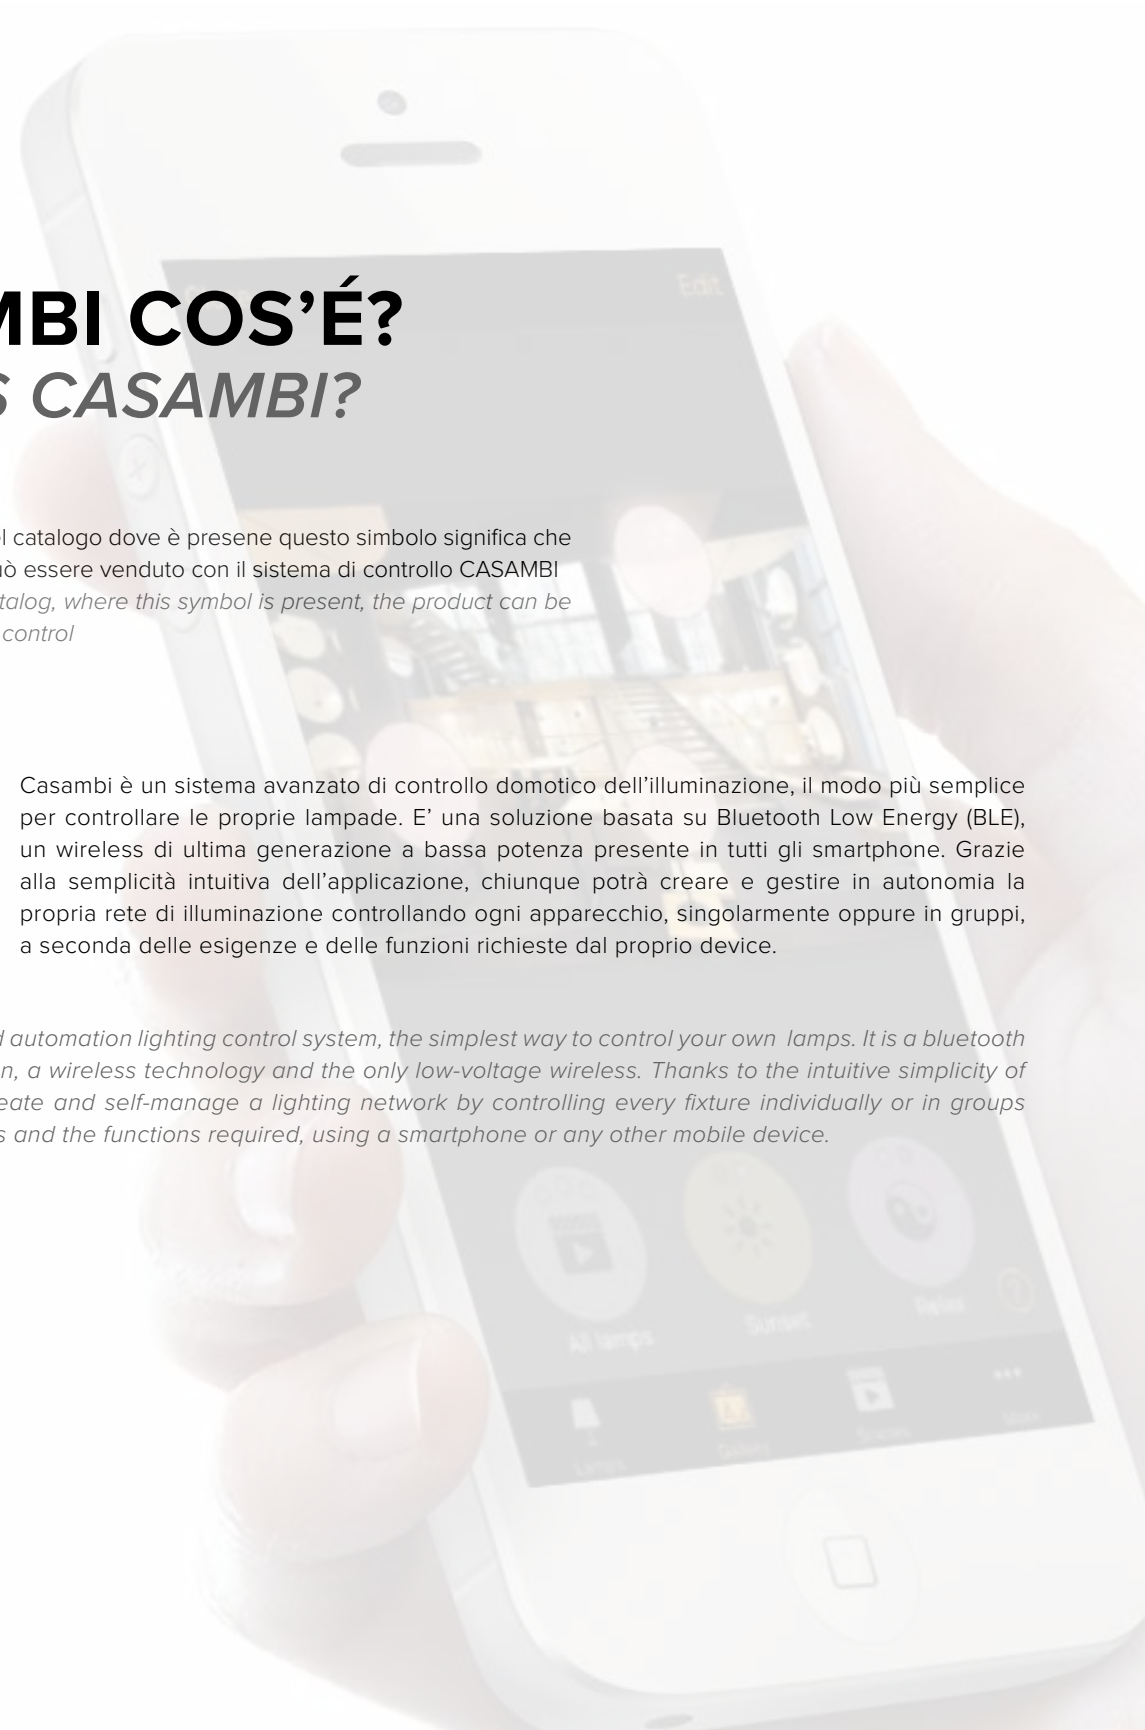 MBI COS’É?
S CASAMBI?
Edit
el catalogo dove è presene questo simbolo significa che
uò essere venduto con il sistema di controllo CASAMBI
talog, where this symbol is present, the product can be
control
Casambi è un sistema avanzato di controllo domotico dell’illuminazione, il modo più semplice
per controllare le proprie lampade. E’ una soluzione basata su Bluetooth Low Energy (BLE),
un wireless di ultima generazione a bassa potenza presente in tutti gli smartphone. Grazie
alla semplicità intuitiva dell’applicazione, chiunque potrà creare e gestire in autonomia la
propria rete di illuminazione controllando ogni apparecchio, singolarmente oppure in gruppi,
a seconda delle esigenze e delle funzioni richieste dal proprio device.
d automation lighting control system, the simplest way to control your own  lamps. It is a bluetooth
n, a wireless technology and the only low-voltage wireless. Thanks to the intuitive simplicity of
eate and self-manage a lighting network by controlling every fixture individually or in groups
s and the functions required, using a smartphone or any other mobile device.
All lamps
Sunset
Relax
Lamps
Gallery
Scenes
More